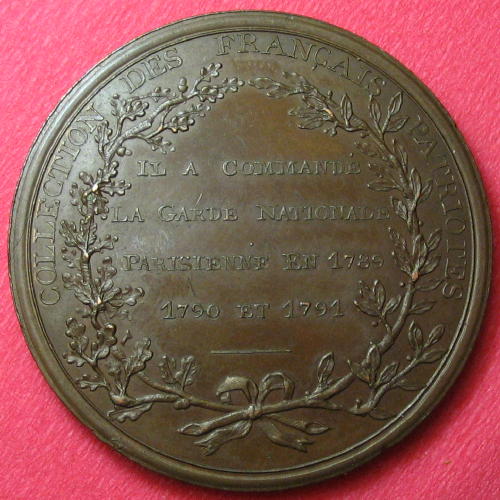 COLLECTION DES FRANÇAIS PATRIOTES
IL A COMMANDÉ
LA GARDE NATIONALE
PARISIENNE EN 1789
1790 ET 1791